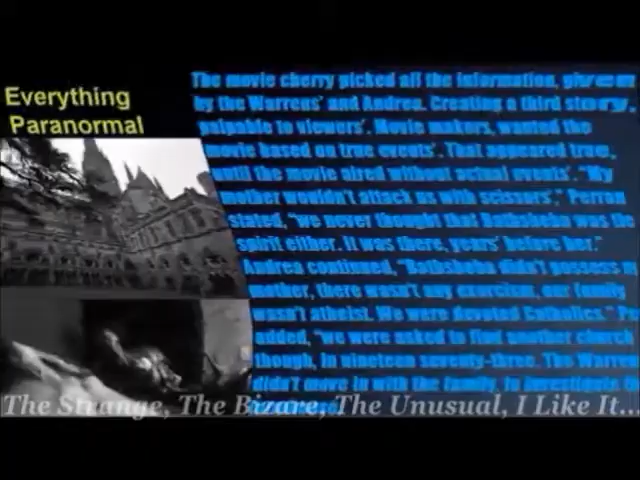 Everything
Paranormal
The movie cherry picked all the information, given
by the Warrens' and Andrea. Creating a third story,
palpable to viewers'. Movie makers, wanted the
movie based on true events'. That appeared true,
until the movie aired without actual events'. "My
mother wouldn't attack us with scissors." Perron
stated, "we never thought that Bathsheba was the
spirit either. It was there, years' before her."
Andrea continued, "Bathsheba didn't possess m
mother, there wasn't any exorcism, our family
wasn't atheist. We were devoted Catholics." Pe
added, "we were asked to find another church
though, in nineteen seventy-three. The Warren
didn't move in with the family, to investigate
The Strange, The Bizare, The Unusual, I Like It...